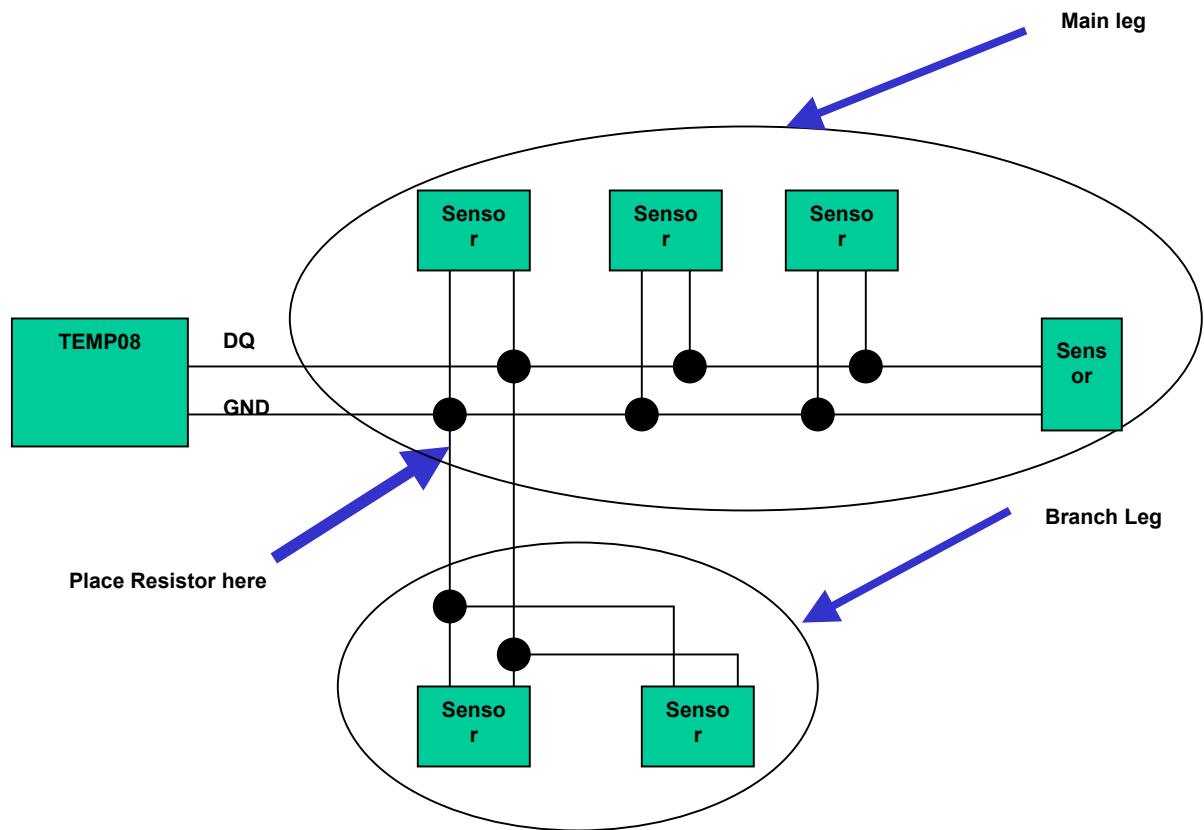 Main leg
Senso
r
Senso
r
Senso
r
TEMP08
DQ
Sens
or
GND
Branch Leg
Place Resistor here
Senso
r
Senso
r